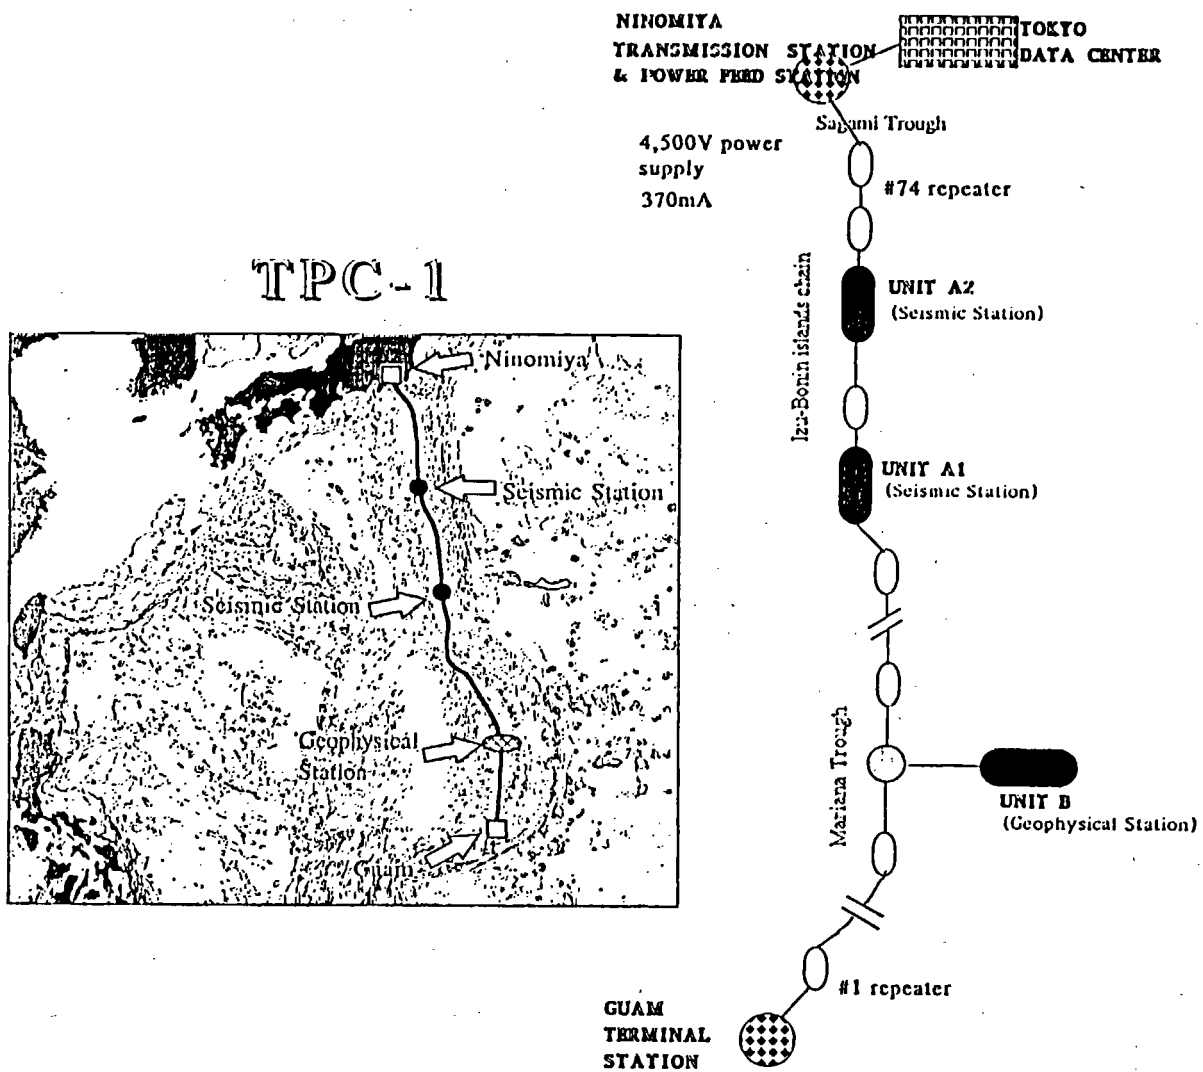 TPC-1
Ninomiya
Seismic Station
Seismic Station
Geophysical
Station
Guam
NINOMIYA
TRANSMISSION STATION
& POWER FEED STATION
TOKYO
DATA CENTER
Sagami Trough
4,500V power
supply
370mA
#74 repeater
Izu-Bonin islands chain
UNIT A2
(Seismic Station)
UNIT A1
(Seismic Station)
Mariana Trough
UNIT B
(Geophysical Station)
#1 repeater
GUAM
TERMINAL
STATION